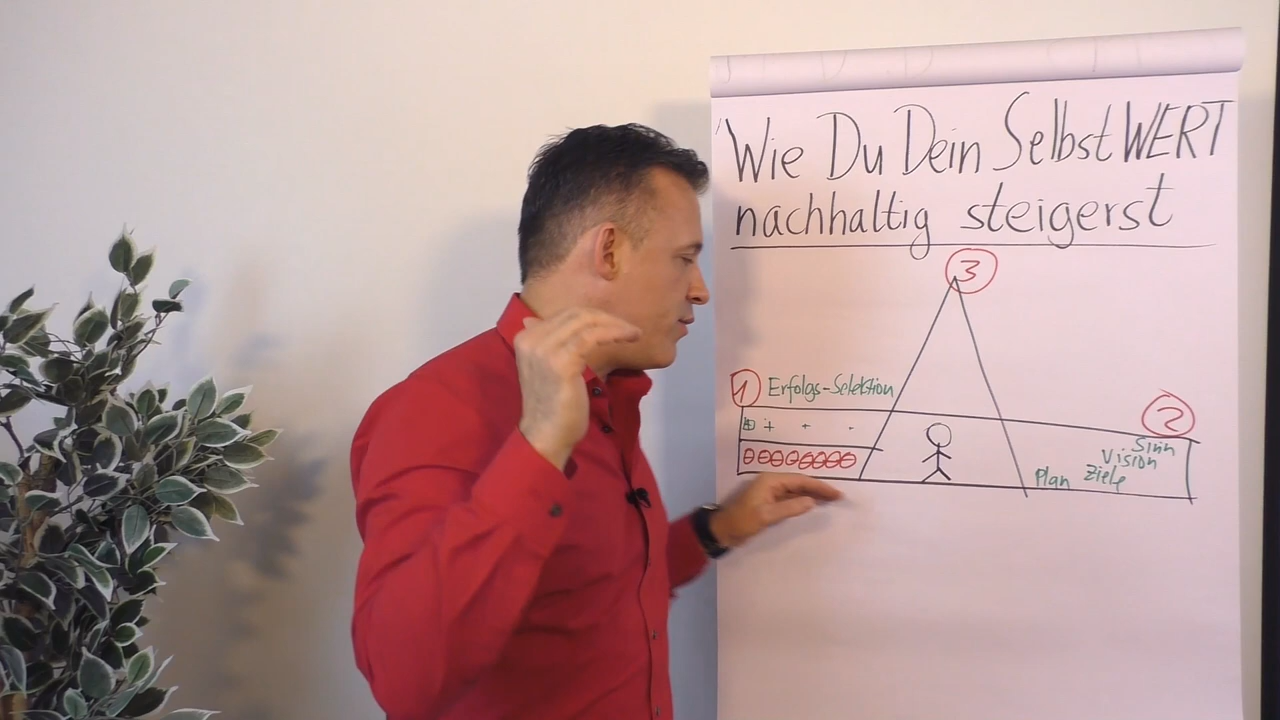 Wie Du Dein SelbstWERT
nachhaltig steigerst
3
1 Erfolgs-Selektion
2
Sinn
Vision
Ziele
Plan